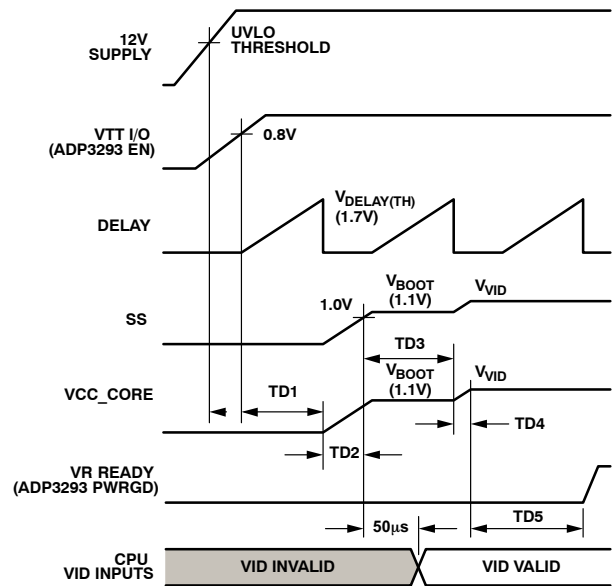 12V
SUPPLY
UVLO
THRESHOLD
VTT I/O
(ADP3293 EN)
0.8V
DELAY
VDELAY(TH)
(1.7V)
SS
1.0V
VBOOT
(1.1V)
VVID
TD3
VCC_CORE
TD1
VBOOT
(1.1V)
VVID
TD4
TD2
VR READY
(ADP3293 PWRGD)
50µs
TD5
CPU
VID INPUTS
VID INVALID
VID VALID